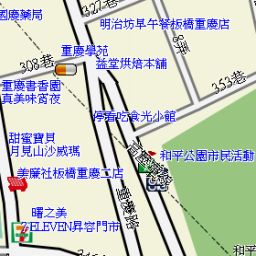 國慶藥局
明治坊早午餐板橋重慶店
重慶學苑
308巷
益堂烘焙本舖
重慶書香園
真美味宵夜
353巷
停看吃食光小館
甜蜜寶貝
月見山沙威瑪
和平公園市民活動
美廉社板橋重慶二店
重慶路
曙之美
7-ELEVEN昇容門市
和平